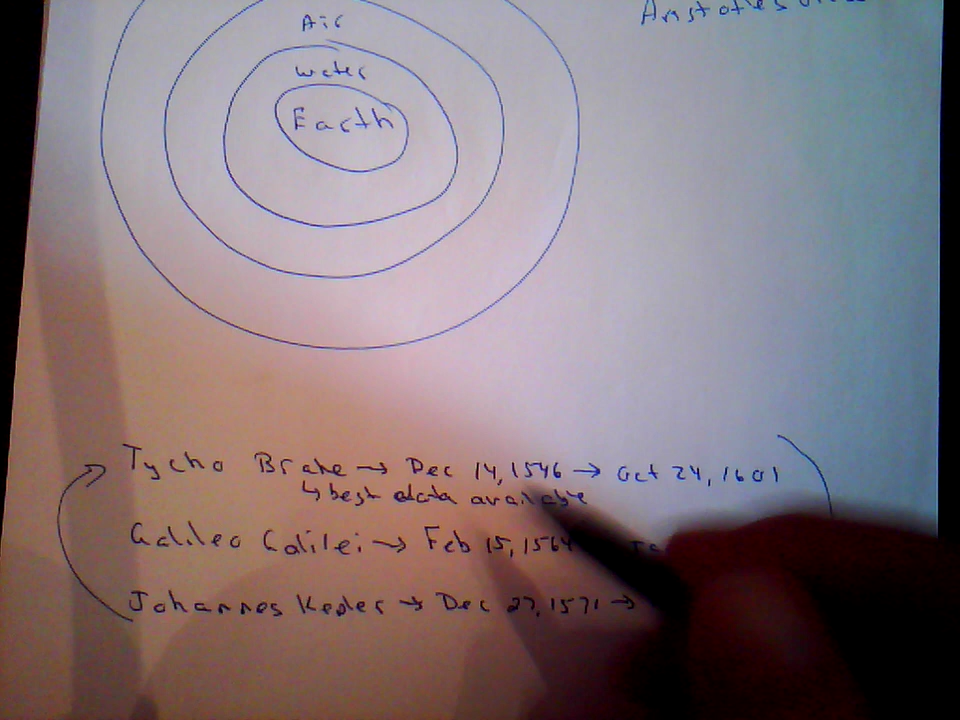 Air
Aristotles
Water
Earth
Tycho Brahe → Dec 14, 1546 → Oct 24, 1601
↳ best data available
Galileo Galilei → Feb 15, 1564
Johannes Kepler → Dec 27, 1571 →